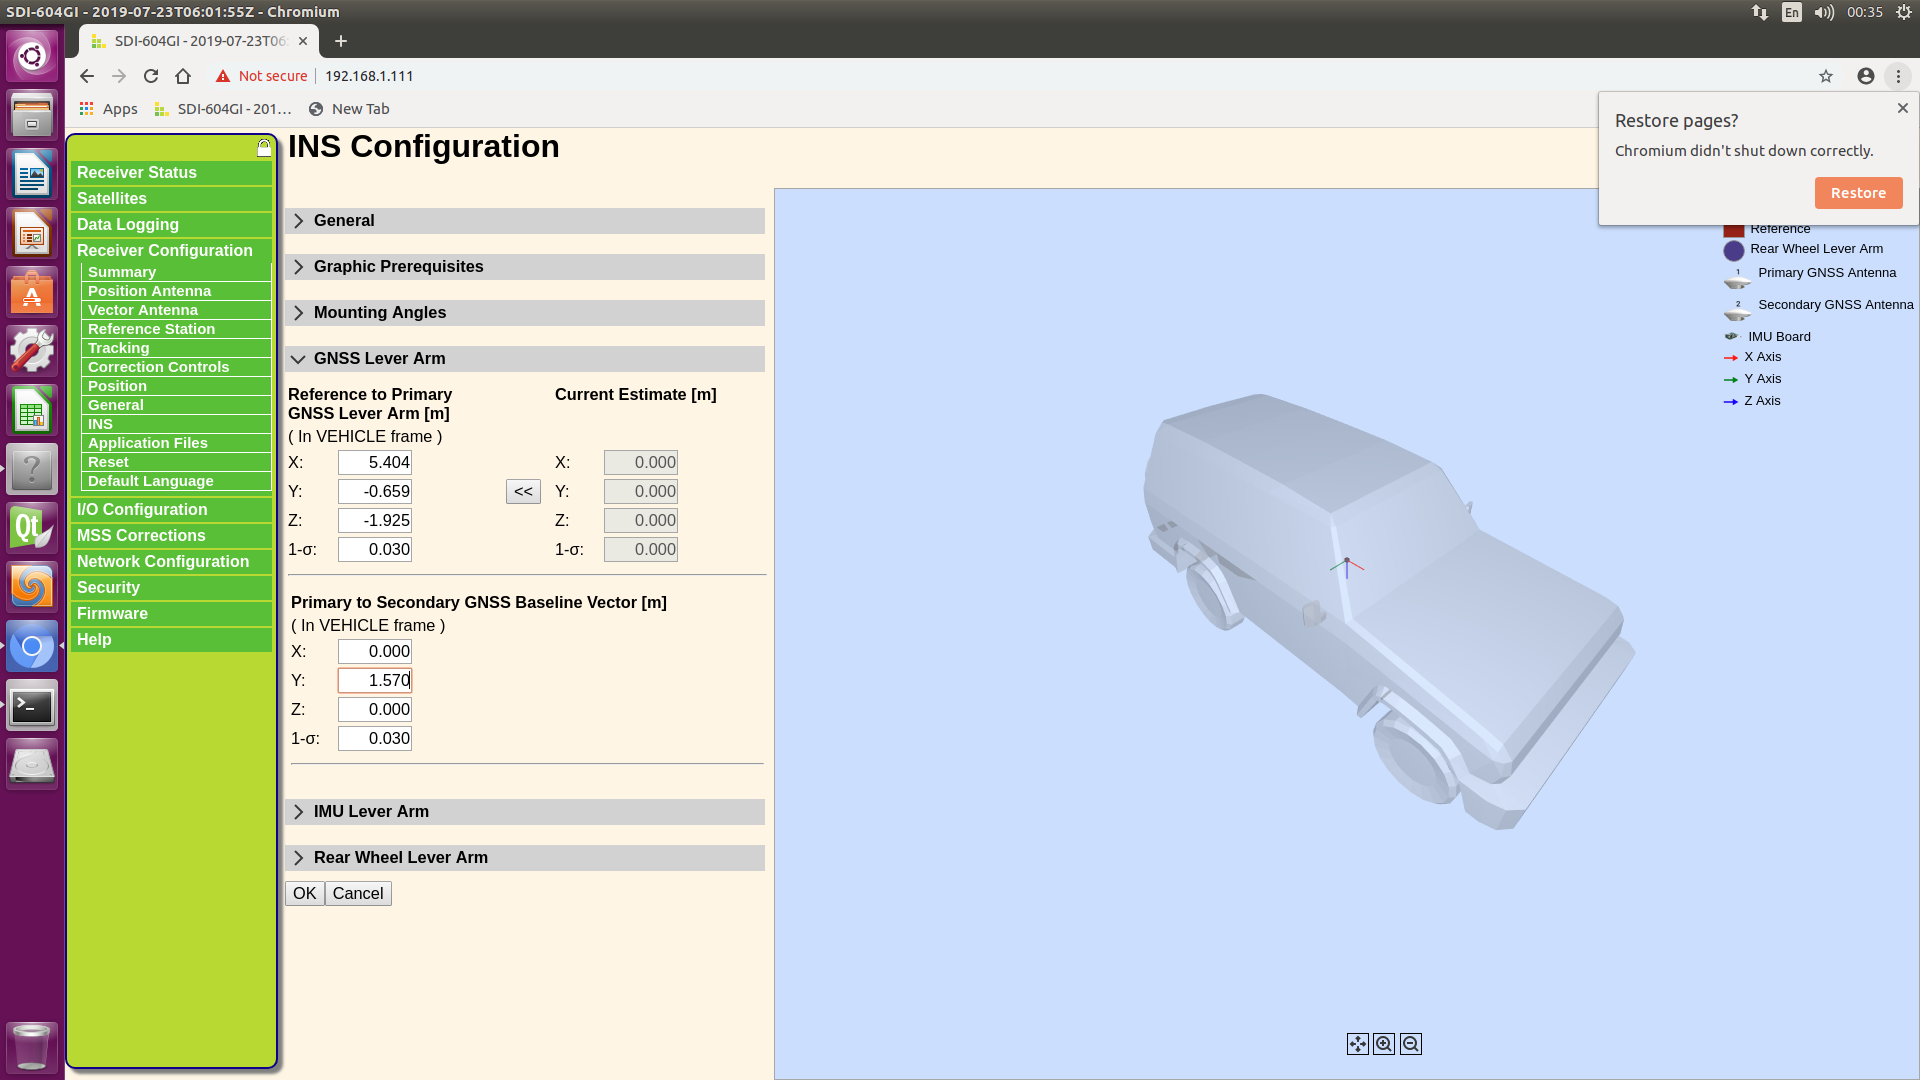 SDI-604GI - 2019-07-23T06:01:55Z - Chromium
En
00:35
SDI-604GI - 2019-07-23T06:
Not secure
192.168.1.111
Apps
SDI-604GI - 201…
New Tab
Restore pages?
Chromium didn't shut down correctly.
Restore
Receiver Status
Satellites
Data Logging
Receiver Configuration
Summary
Position Antenna
Vector Antenna
Reference Station
Tracking
Correction Controls
Position
General
INS
Application Files
Reset
Default Language
I/O Configuration
MSS Corrections
Network Configuration
Security
Firmware
Help
INS Configuration
General
Graphic Prerequisites
Mounting Angles
GNSS Lever Arm
Reference to Primary
GNSS Lever Arm [m]
Current Estimate [m]
( In VEHICLE frame )
X: 5.404 X: 0.000
Y: -0.659 << Y: 0.000
Z: -1.925 Z: 0.000
1-σ: 0.030 1-σ: 0.000
Primary to Secondary GNSS Baseline Vector [m]
( In VEHICLE frame )
X: 0.000
Y: 1.570
Z: 0.000
1-σ: 0.030
IMU Lever Arm
Rear Wheel Lever Arm
OK Cancel
Reference
Rear Wheel Lever Arm
1 Primary GNSS Antenna
2 Secondary GNSS Antenna
IMU Board
X Axis
Y Axis
Z Axis
Qt